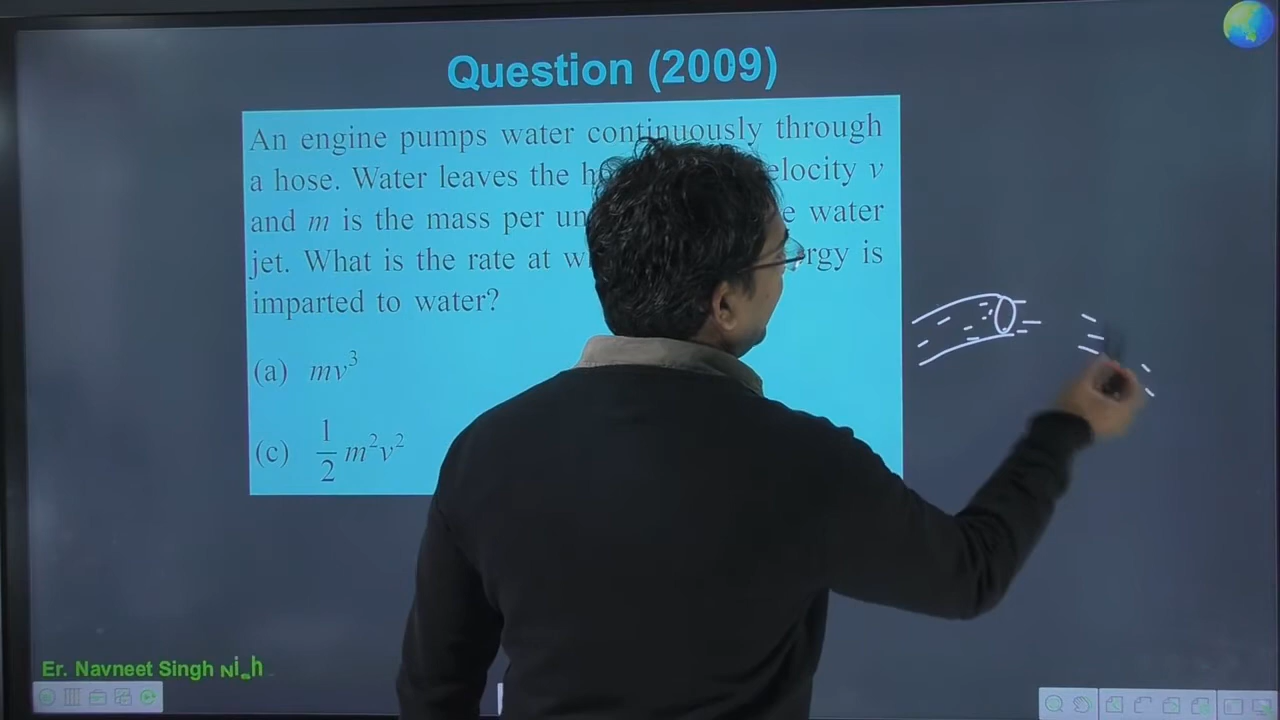 Question (2009)
An engine pumps water continuously through
a hose. Water leaves the elocity v
and m is the mass per un e water
jet. What is the rate at rgy is
imparted to water?
(a) mv³
(c) 1/2 m²v²
Er. Navneet Singh